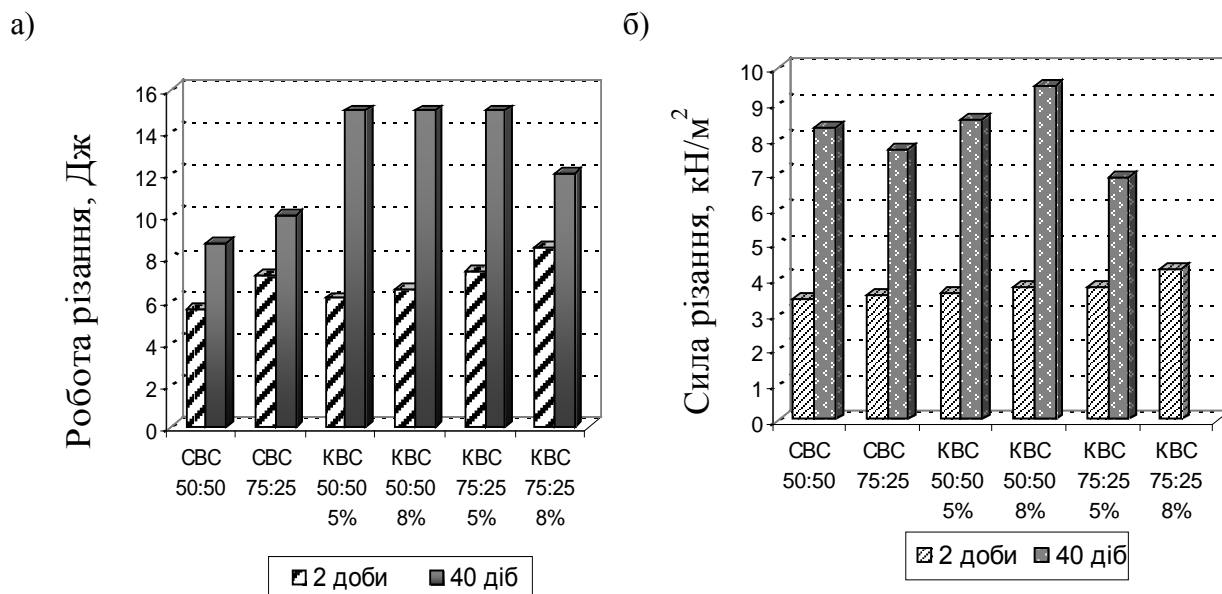 а)
Робота різання, Дж
16
14
12
10
8
6
4
2
0
СВС СВС КВС КВС КВС КВС
50:50 75:25 50:50 50:50 75:25 75:25
5% 8% 5% 8%
2 доби 40 діб
б)
Сила різання, кН/м²
10
9
8
7
6
5
4
3
2
1
0
СВС СВС КВС КВС КВС КВС
50:50 75:25 50:50 50:50 75:25 75:25
5% 8% 5% 8%
2 доби 40 діб